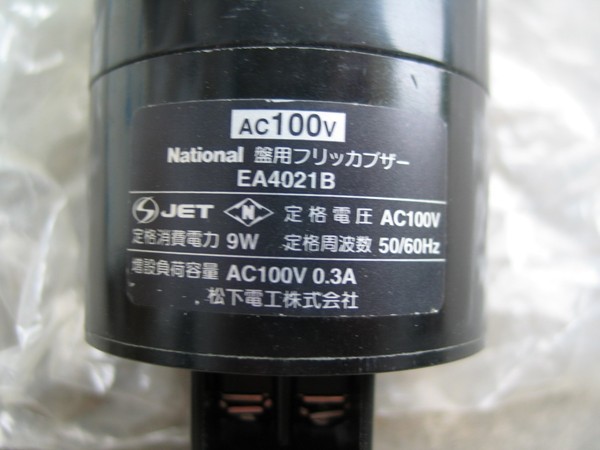 AC100V
National 盤用フリッカブザー
EA4021B
S JET N 定格電圧 AC100V
定格消費電力 9W 定格周波数 50/60Hz
増設負荷容量 AC100V 0.3A
松下電工株式会社